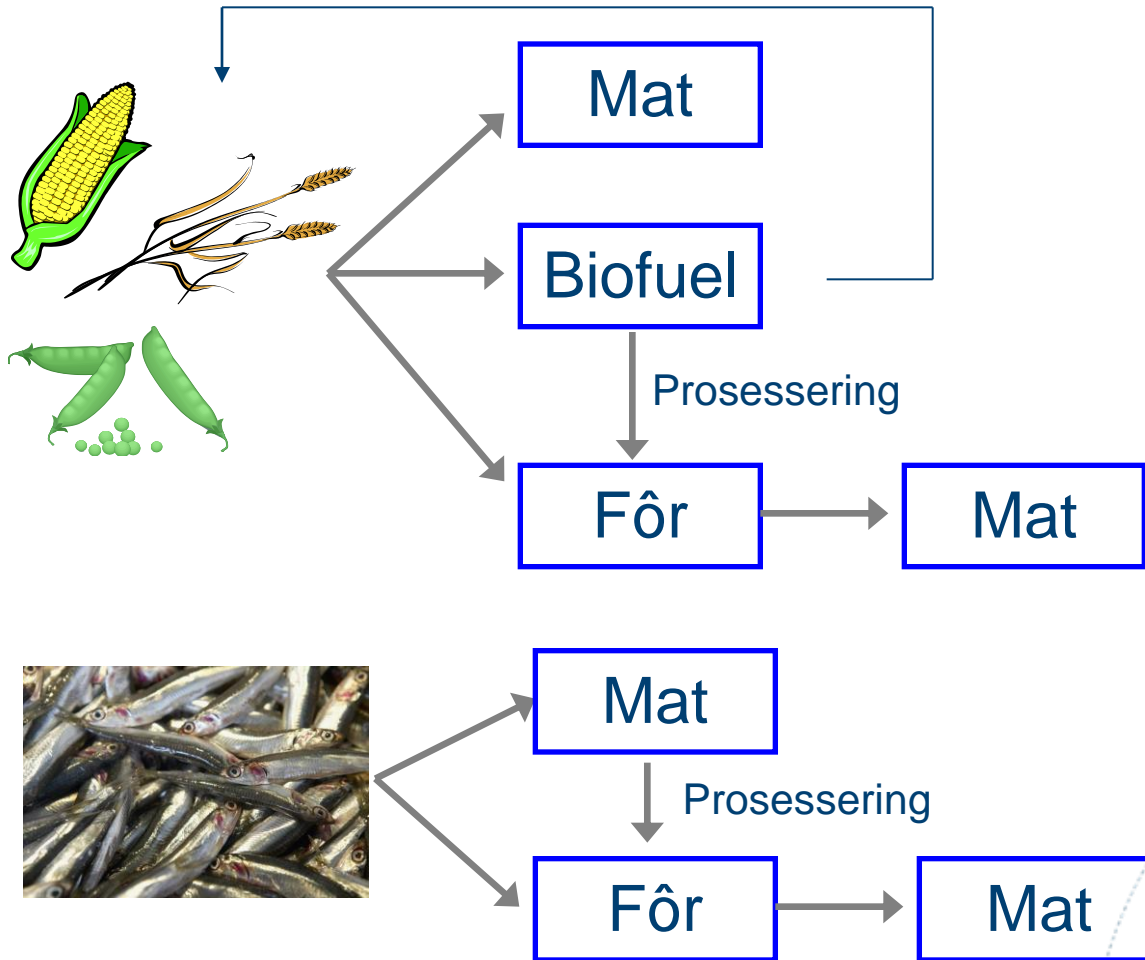 Mat
Biofuel
Prosessering
Fôr
Mat
Mat
Prosessering
Fôr
Mat